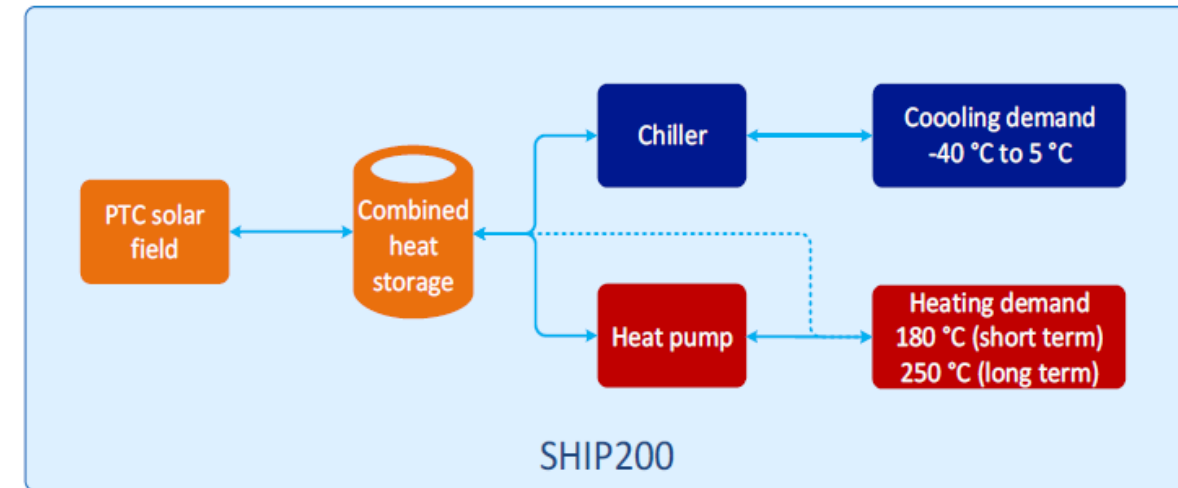 PTC solar
field
Combined
heat
storage
Chiller
Coooling demand
-40 °C to 5 °C
Heat pump
Heating demand
180 °C (short term)
250 °C (long term)
SHIP200